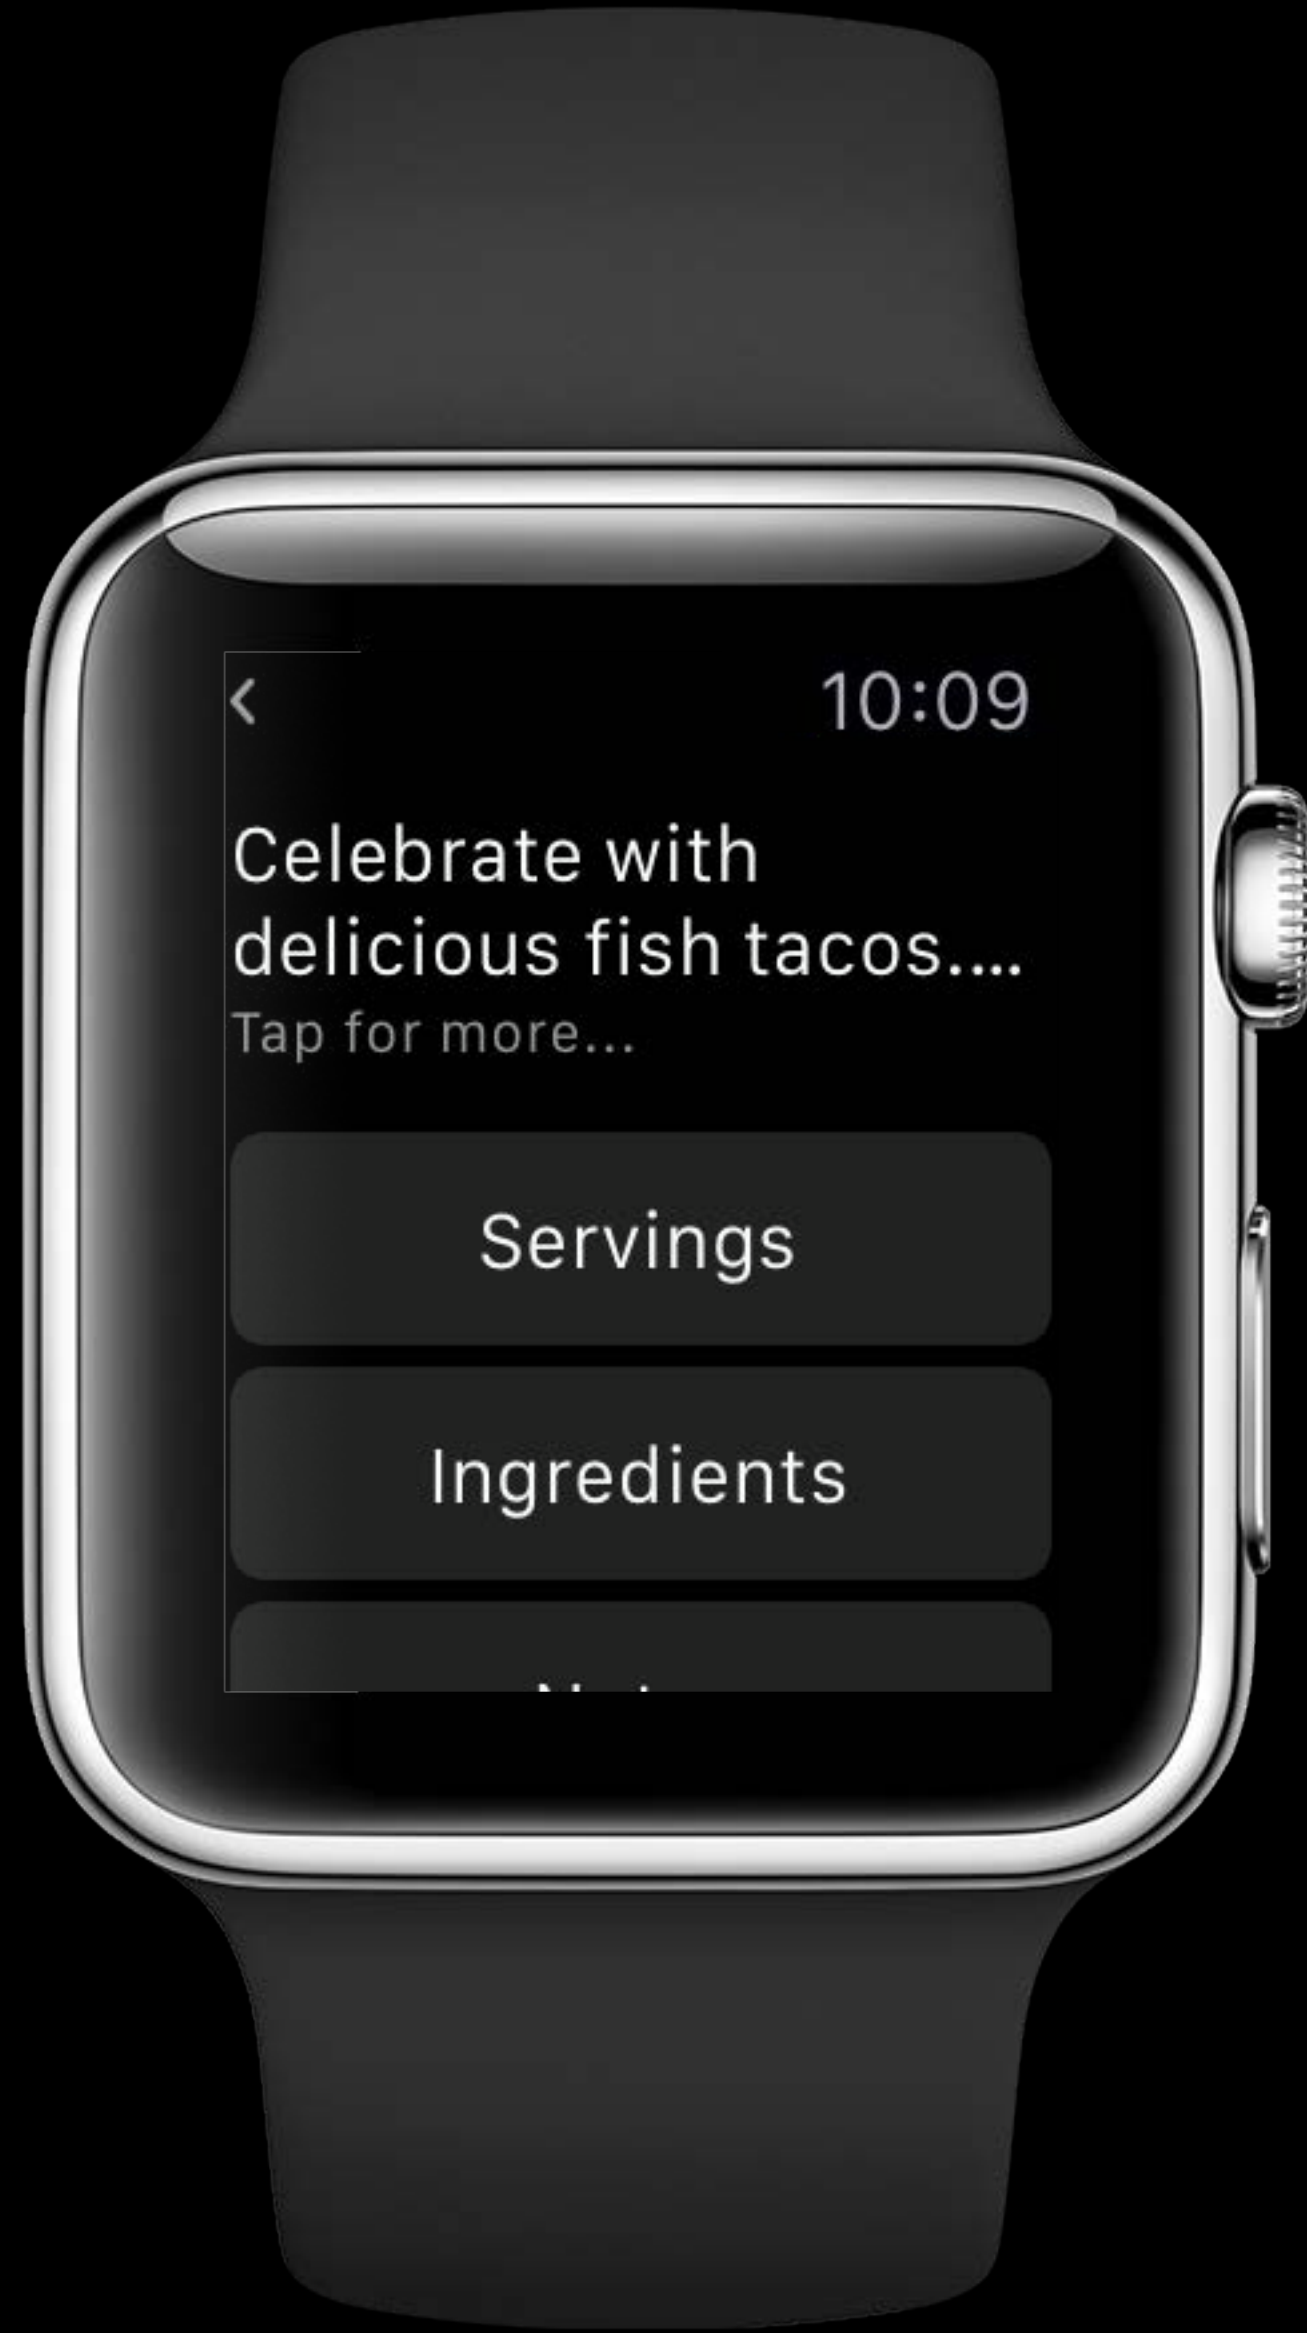 10:09
Celebrate with
delicious fish tacos....
Tap for more...
Servings
Ingredients